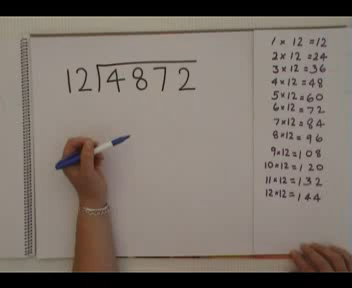 12)4872
1 × 12 = 12
2 × 12 = 24
3 × 12 = 36
4 × 12 = 48
5 × 12 = 60
6 × 12 = 72
7 × 12 = 84
8 × 12 = 96
9 × 12 = 108
10 × 12 = 120
11 × 12 = 132
12 × 12 = 144